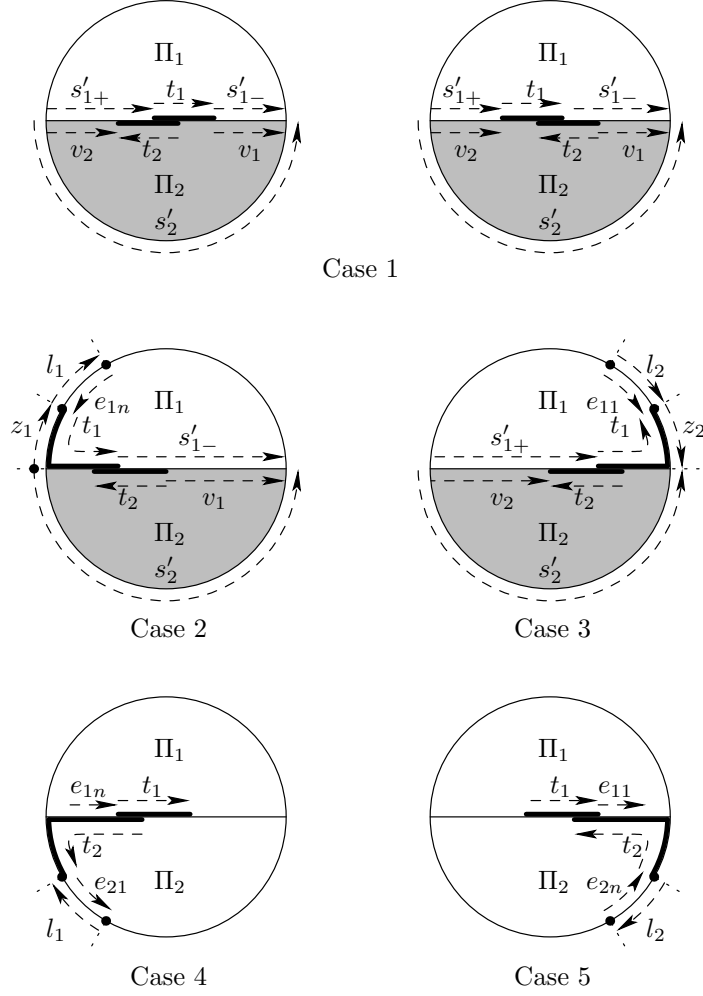 Π₁ Π₁
s′₁₊ t₁ s′₁₋ s′₁₊ t₁ s′₁₋
v₂ t₂ v₁ v₂ t₂ v₁
Π₂ Π₂
s′₂ s′₂
Case 1
l₁ l₂
z₁ e₁ₙ Π₁ Π₁ e₁₁ z₂
t₁ s′₁₋ s′₁₊ t₁
t₂ v₁ v₂ t₂
Π₂ Π₂
s′₂ s′₂
Case 2 Case 3
Π₁ Π₁
e₁ₙ t₁ t₁ e₁₁
t₂ t₂
e₂₁ Π₂ Π₂ e₂ₙ
l₁ l₂
Case 4 Case 5